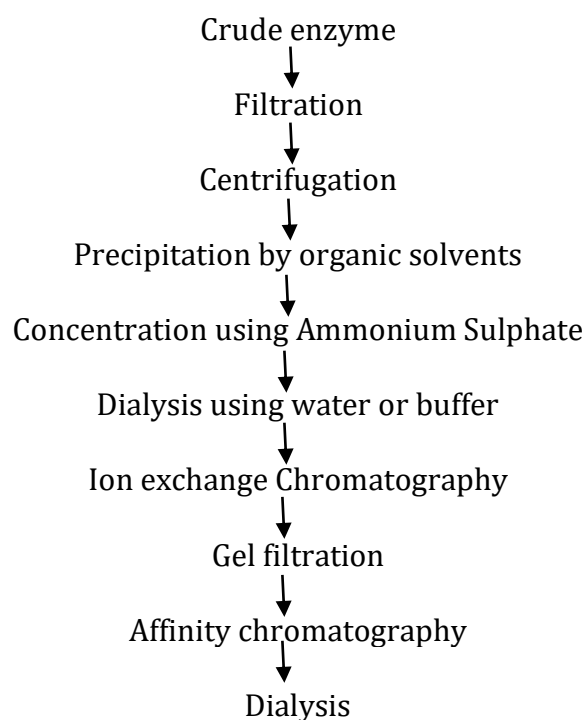 Crude enzyme
Filtration
Centrifugation
Precipitation by organic solvents
Concentration using Ammonium Sulphate
Dialysis using water or buffer
Ion exchange Chromatography
Gel filtration
Affinity chromatography
Dialysis